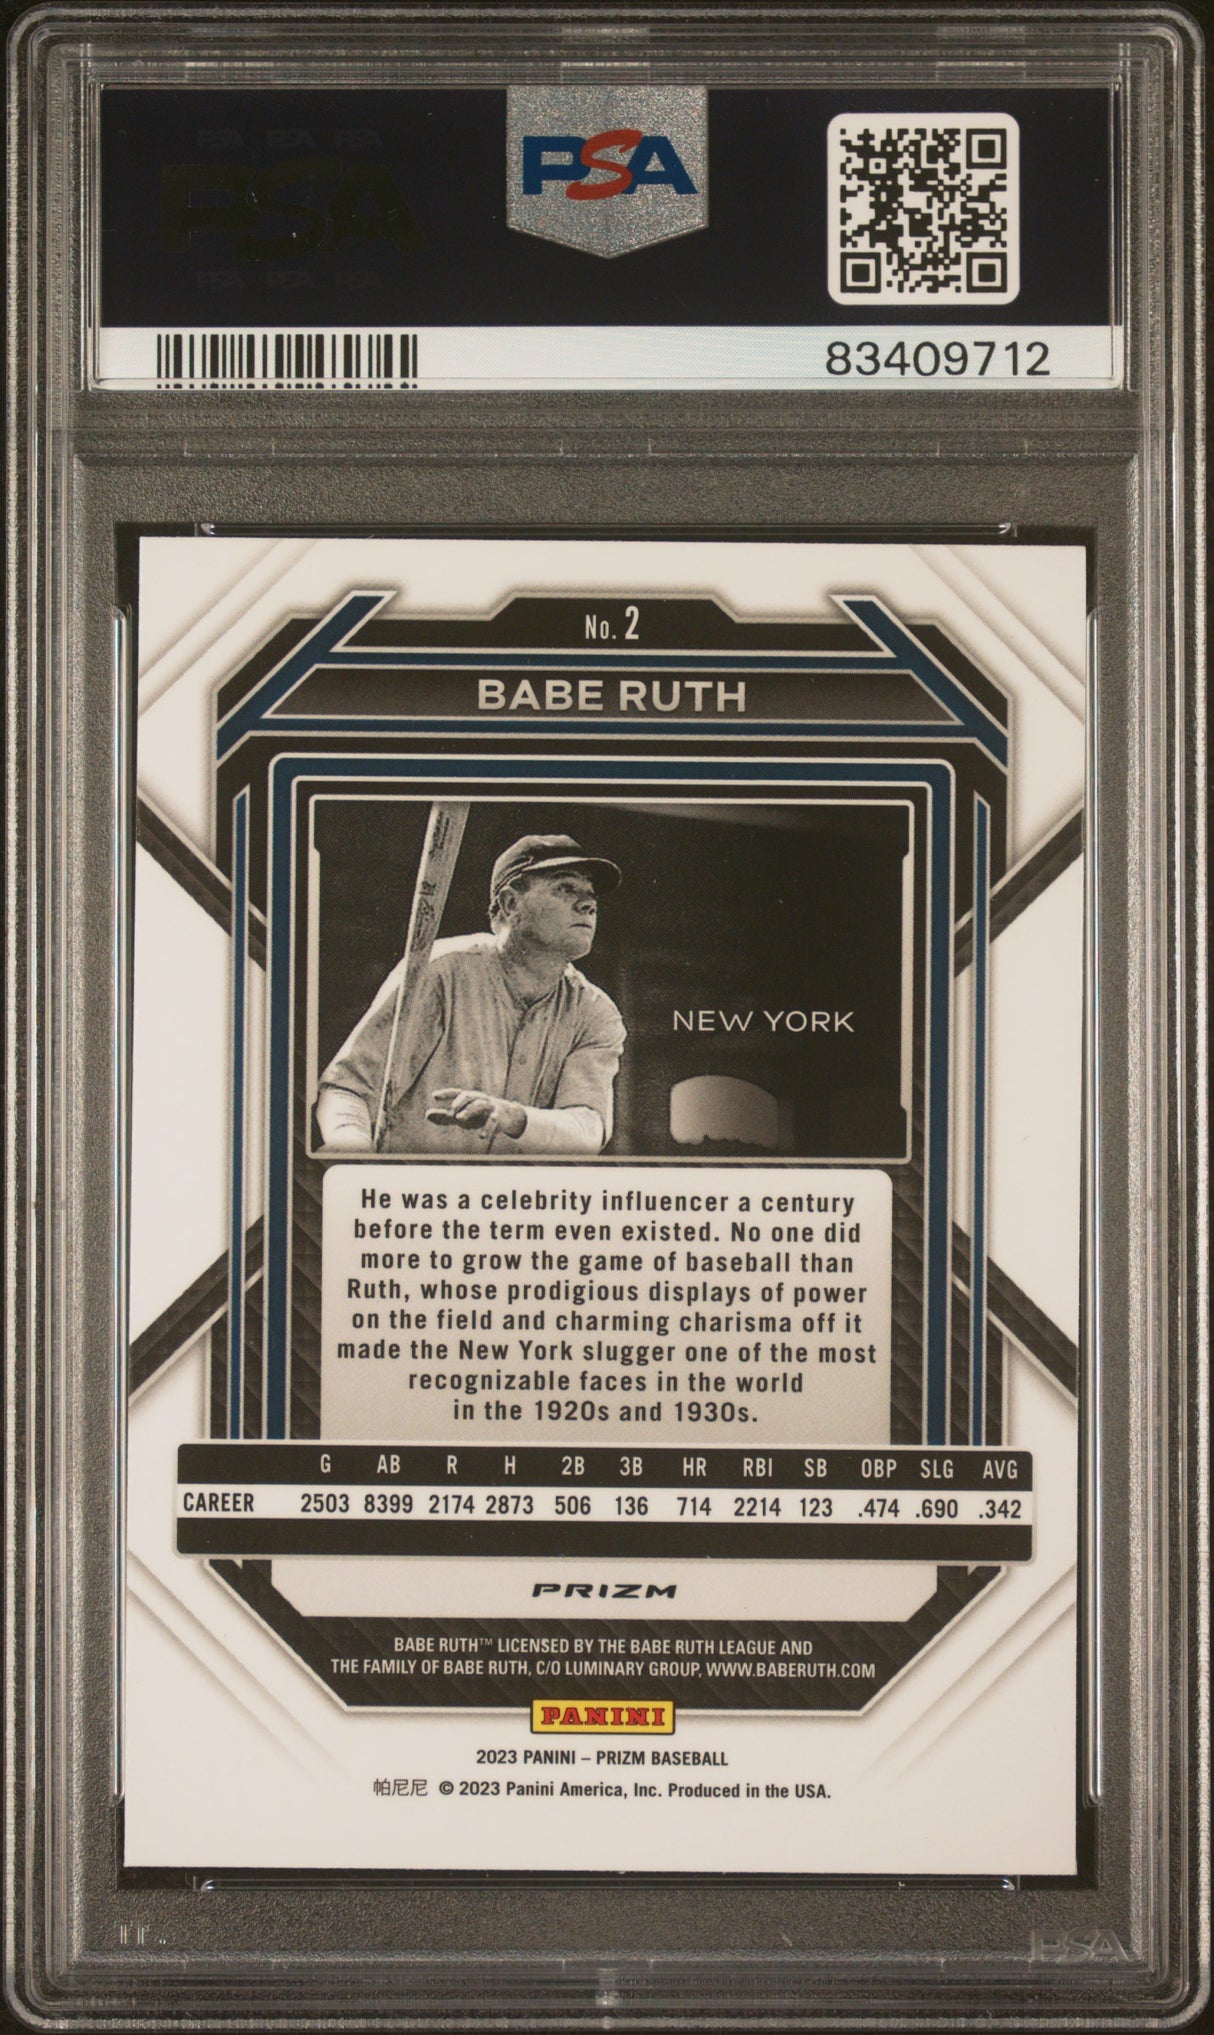 PSA
83409712
No. 2
BABE RUTH
NEW YORK
He was a celebrity influencer a century
before the term even existed. No one did
more to grow the game of baseball than
Ruth, whose prodigious displays of power
on the field and charming charisma off it
made the New York slugger one of the most
recognizable faces in the world
in the 1920s and 1930s.
G AB R H 2B 3B HR RBI SB OBP SLG AVG
CAREER 2503 8399 2174 2873 506 136 714 2214 123 .474 .690 .342
PRIZM
BABE RUTH™ LICENSED BY THE BABE RUTH LEAGUE AND
THE FAMILY OF BABE RUTH, C/O LUMINARY GROUP, WWW.BABERUTH.COM
PANINI
2023 PANINI – PRIZM BASEBALL
帕尼尼 © 2023 Panini America, Inc. Produced in the USA.
PSA